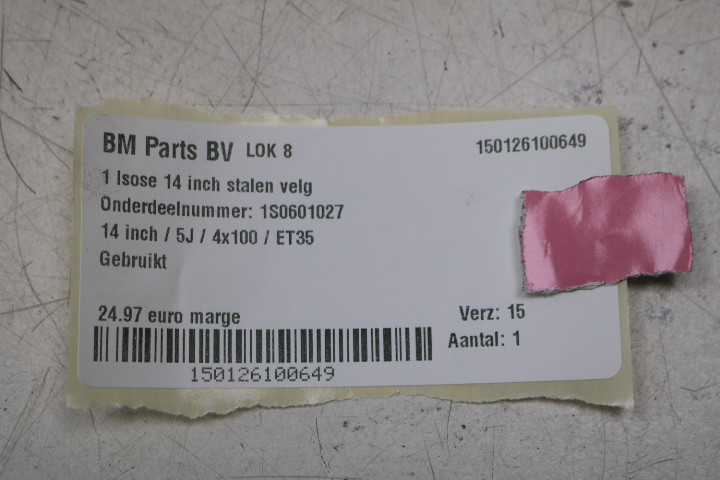 BM Parts BV LOK 8 150126100649
1 lsose 14 inch stalen velg
Onderdeelnummer: 1S0601027
14 inch / 5J / 4x100 / ET35
Gebruikt
24.97 euro marge Verz: 15
Aantal: 1
150126100649